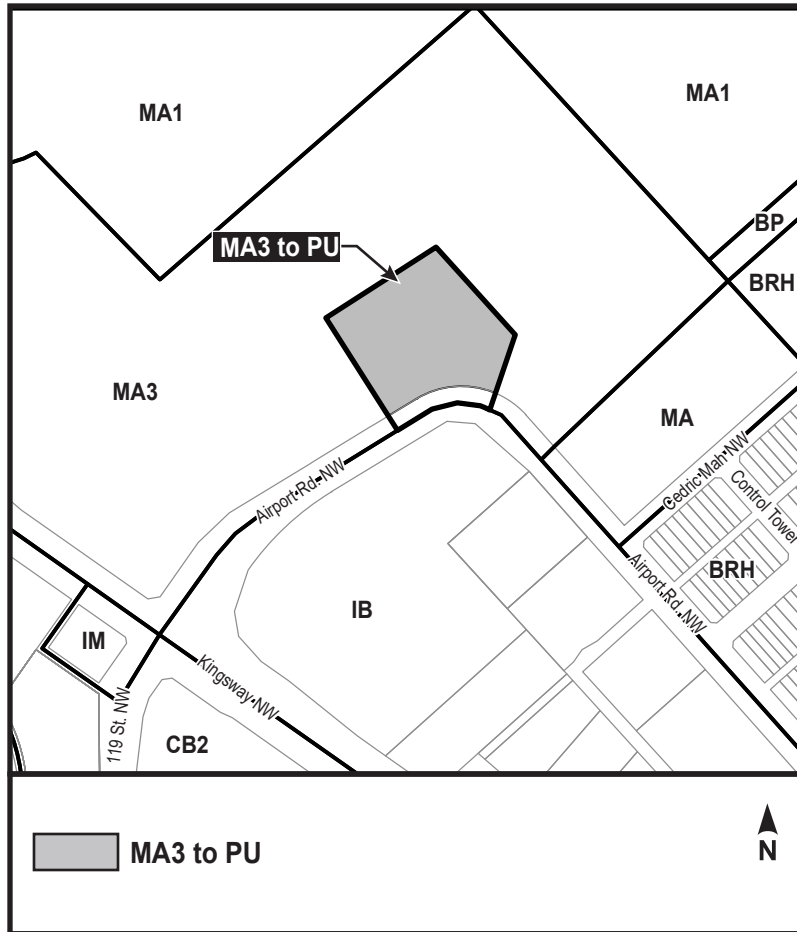 MA1
MA1
BP
MA3 to PU
BRH
MA3
MA
Cedric Mah NW
Control Tower
Airport Rd. NW
BRH
Airport Rd. NW
IB
IM
Kingsway NW
119 St. NW
CB2
MA3 to PU
N